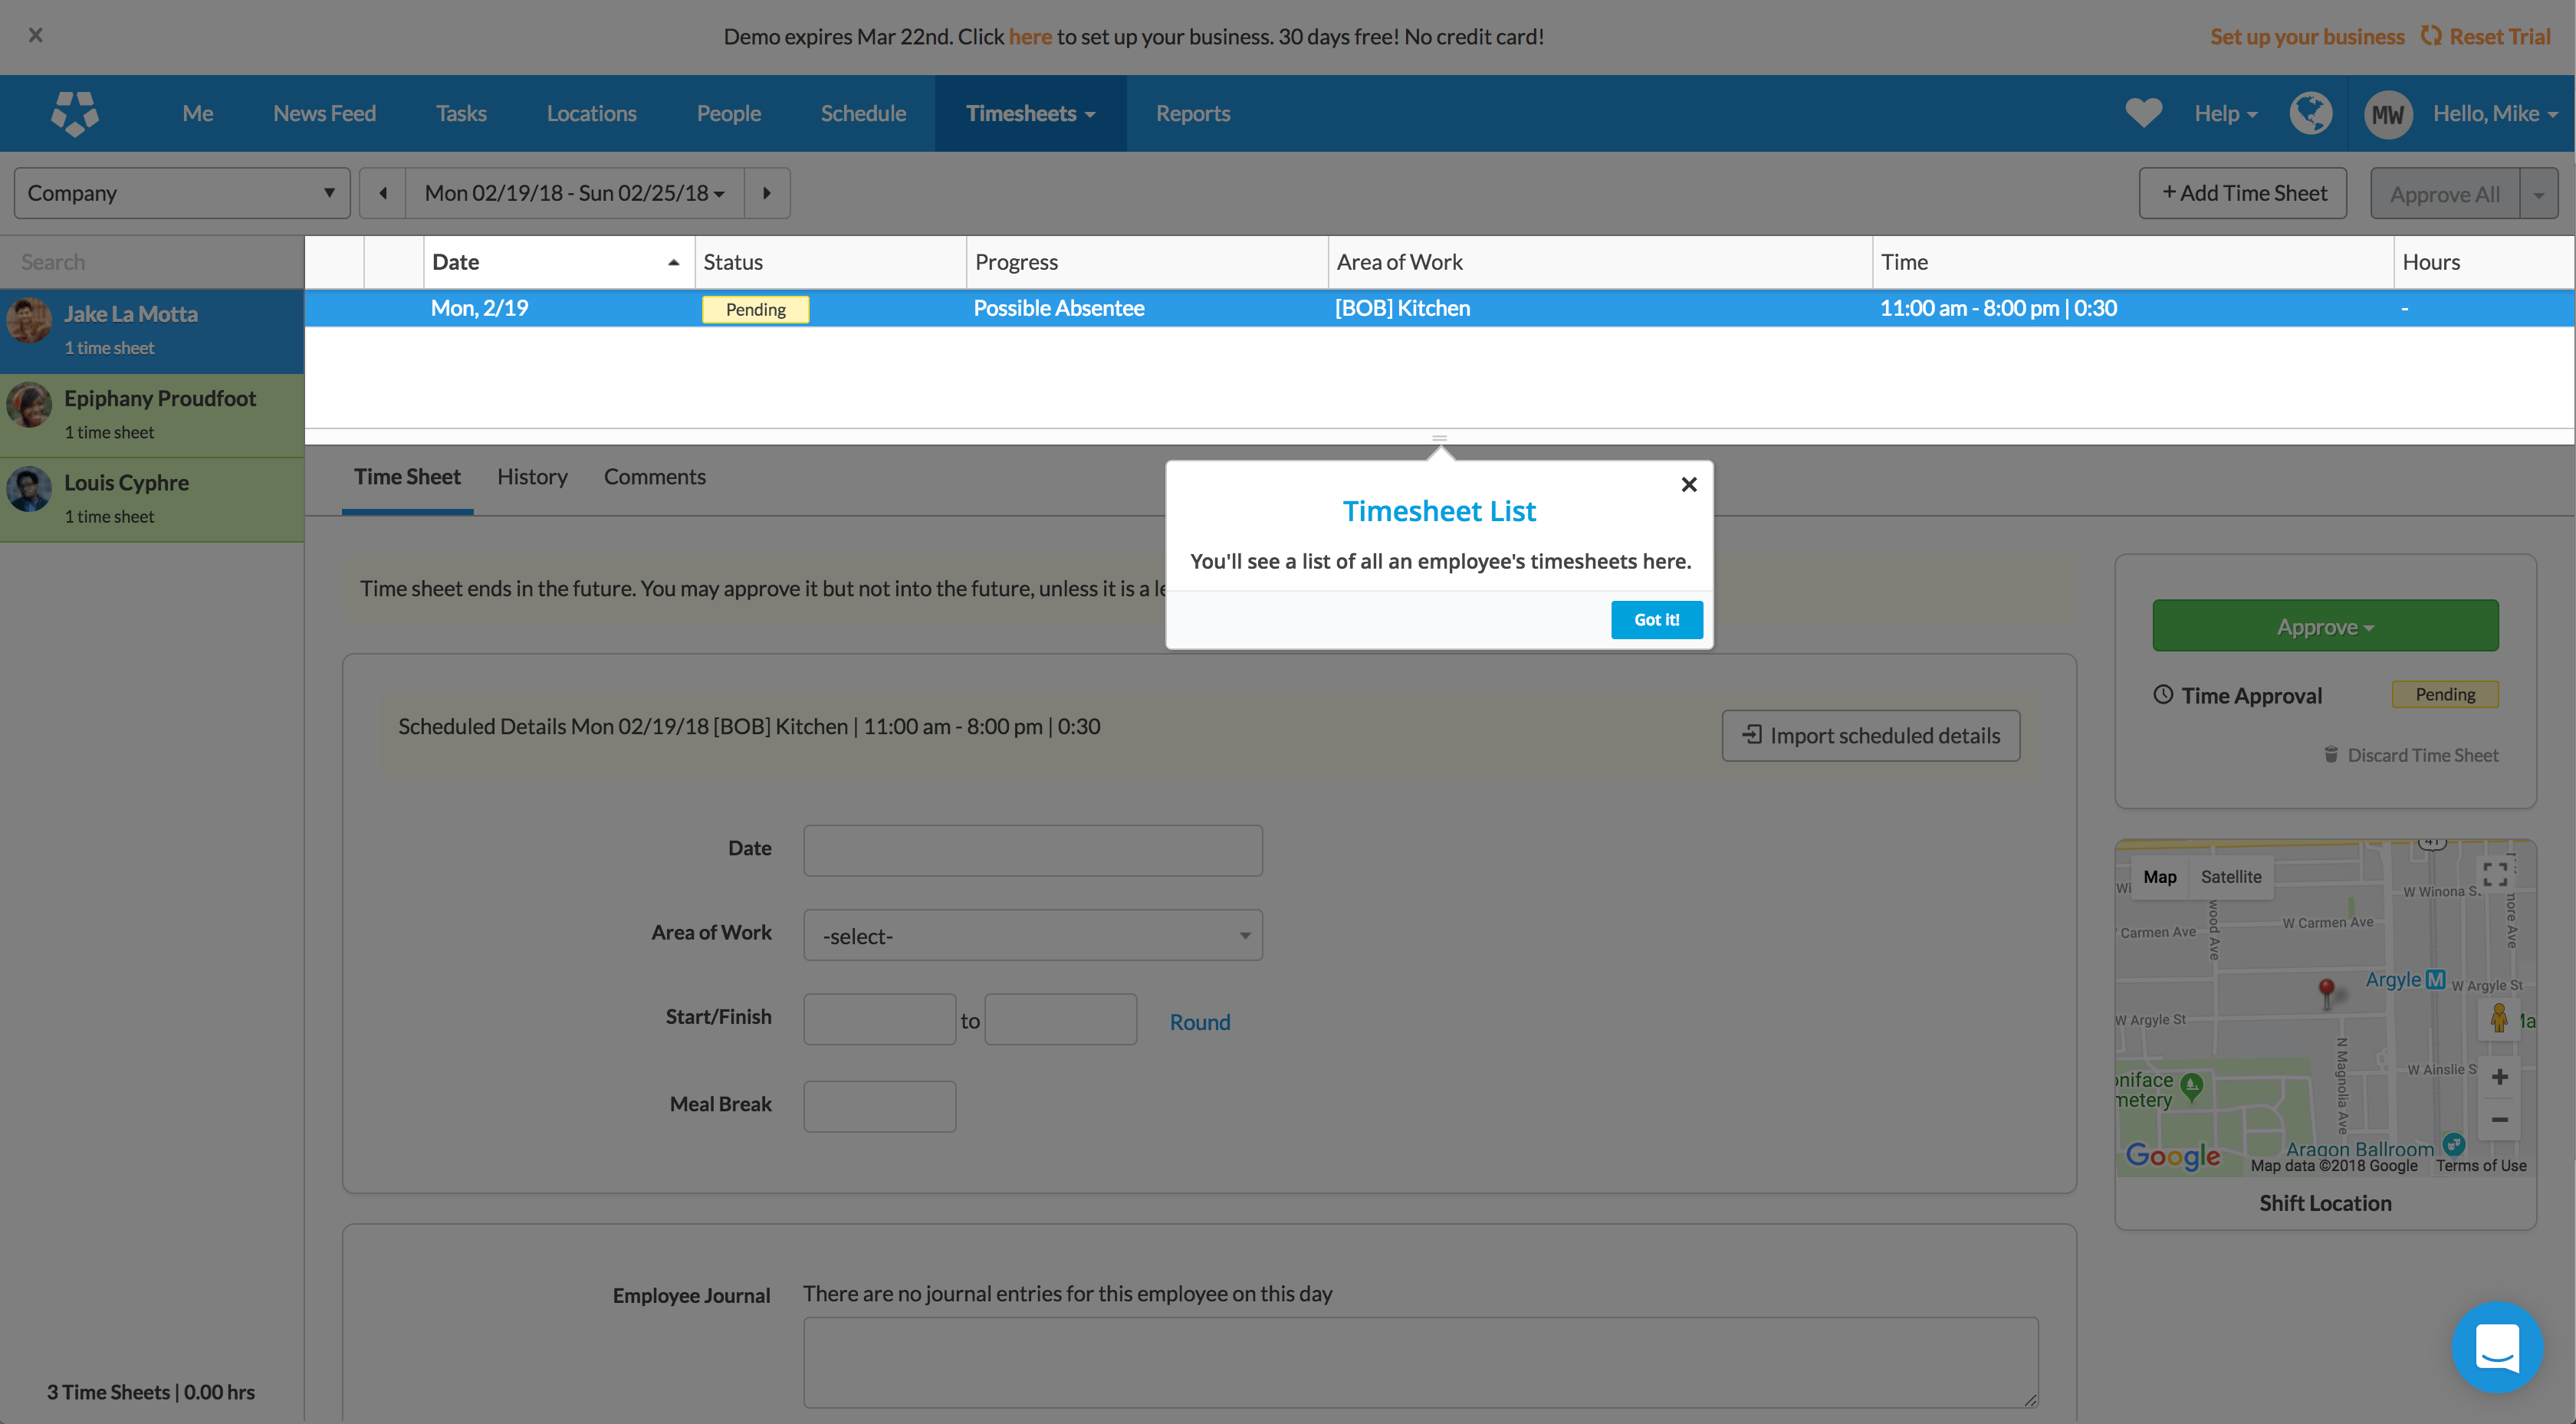 Demo expires Mar 22nd. Click here to set up your business. 30 days free! No credit card!
Set up your business Reset Trial
Me News Feed Tasks Locations People Schedule Timesheets Reports
Help MW Hello, Mike
Company
Mon 02/19/18 - Sun 02/25/18
+ Add Time Sheet
Approve All
Search
Date Status Progress Area of Work Time Hours
Mon, 2/19 Pending Possible Absentee [BOB] Kitchen 11:00 am - 8:00 pm | 0:30 -
Jake La Motta
1 time sheet
Epiphany Proudfoot
1 time sheet
Louis Cyphre
1 time sheet
Time Sheet History Comments
Timesheet List
You'll see a list of all an employee's timesheets here.
Got it!
Time sheet ends in the future. You may approve it but not into the future, unless it is a le
Approve
Time Approval Pending
Discard Time Sheet
Scheduled Details Mon 02/19/18 [BOB] Kitchen | 11:00 am - 8:00 pm | 0:30
Import scheduled details
Date
Area of Work -select-
Start/Finish to Round
Meal Break
Map Satellite
41
Wi
W Winona S
more Ave
wood Ave
W Carmen Ave
Carmen Ave
Argyle M W Argyle St
W Argyle St
Ma
N Magnolia Ave
W Ainslie S
oniface
metery
Aragon Ballroom
Google
Map data ©2018 Google Terms of Use
Shift Location
Employee Journal There are no journal entries for this employee on this day
3 Time Sheets | 0.00 hrs